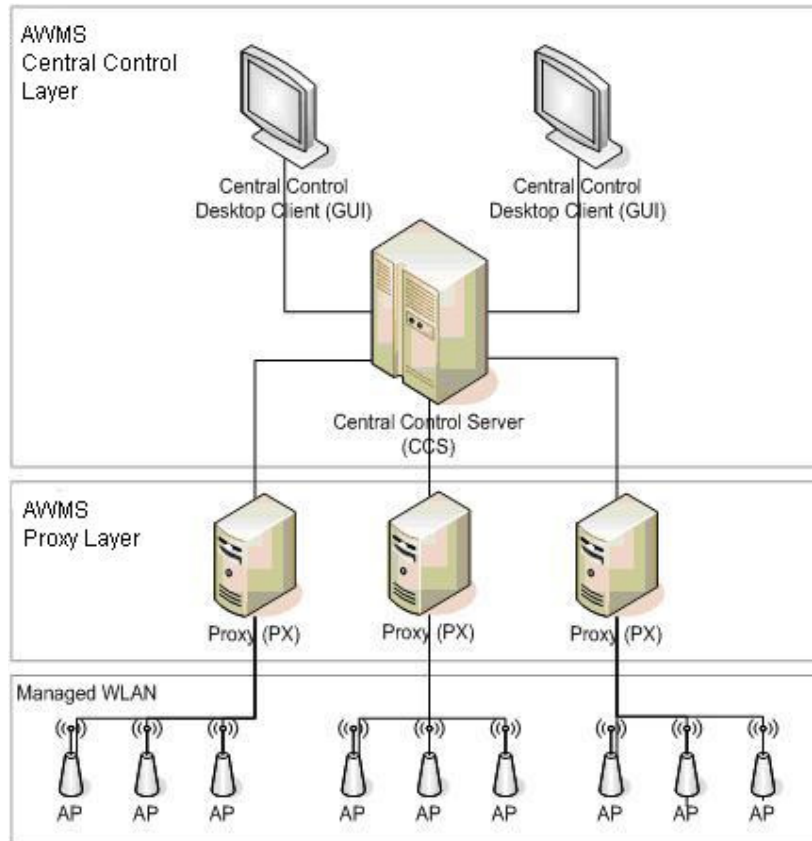 AWMS
Central Control
Layer
Central Control
Desktop Client (GUI)
Central Control
Desktop Client (GUI)
Central Control Server
(CCS)
AWMS
Proxy Layer
Proxy (PX)
Proxy (PX)
Proxy (PX)
Managed WLAN
AP
AP
AP
AP
AP
AP
AP
AP
AP